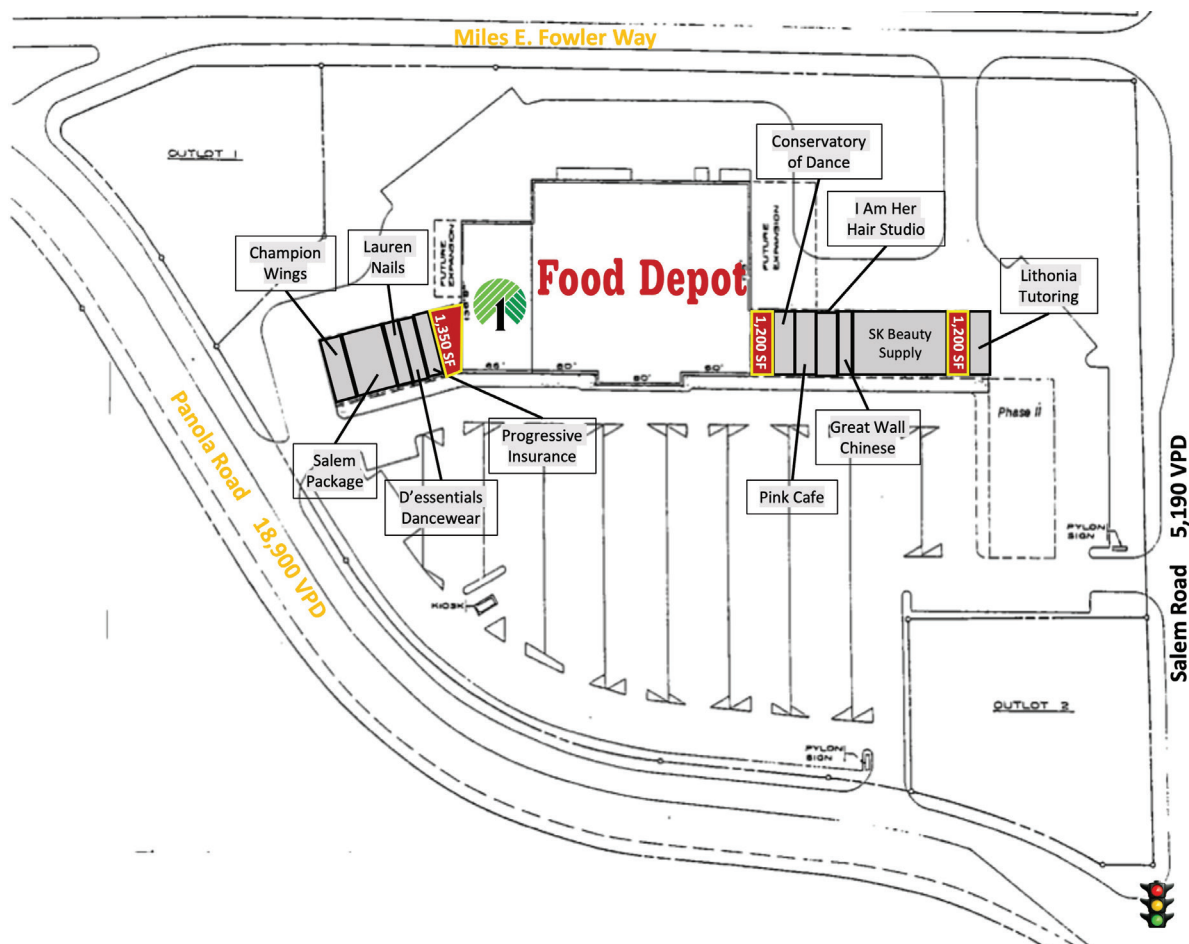 Miles E. Fowler Way
OUTLOT 1
Conservatory
of Dance
I Am Her
Hair Studio
Champion
Wings
Lauren
Nails
FUTURE
EXPANSION
FUTURE
EXPANSION
Food Depot
Lithonia
Tutoring
1
1,350 SF
1,200 SF
SK Beauty
Supply
1,200 SF
66'
60'
80'
60'
Phase II
Progressive
Insurance
Great Wall
Chinese
Salem
Package
D'essentials
Dancewear
Pink Cafe
Panola Road 18,900 VPD
Salem Road 5,190 VPD
PYLON
SIGN
KIOSK
OUTLOT 2
PYLON
SIGN